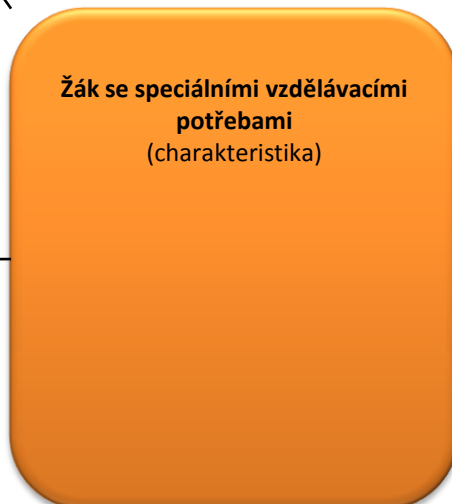 Žák se speciálními vzdělávacími
potřebami
(charakteristika)